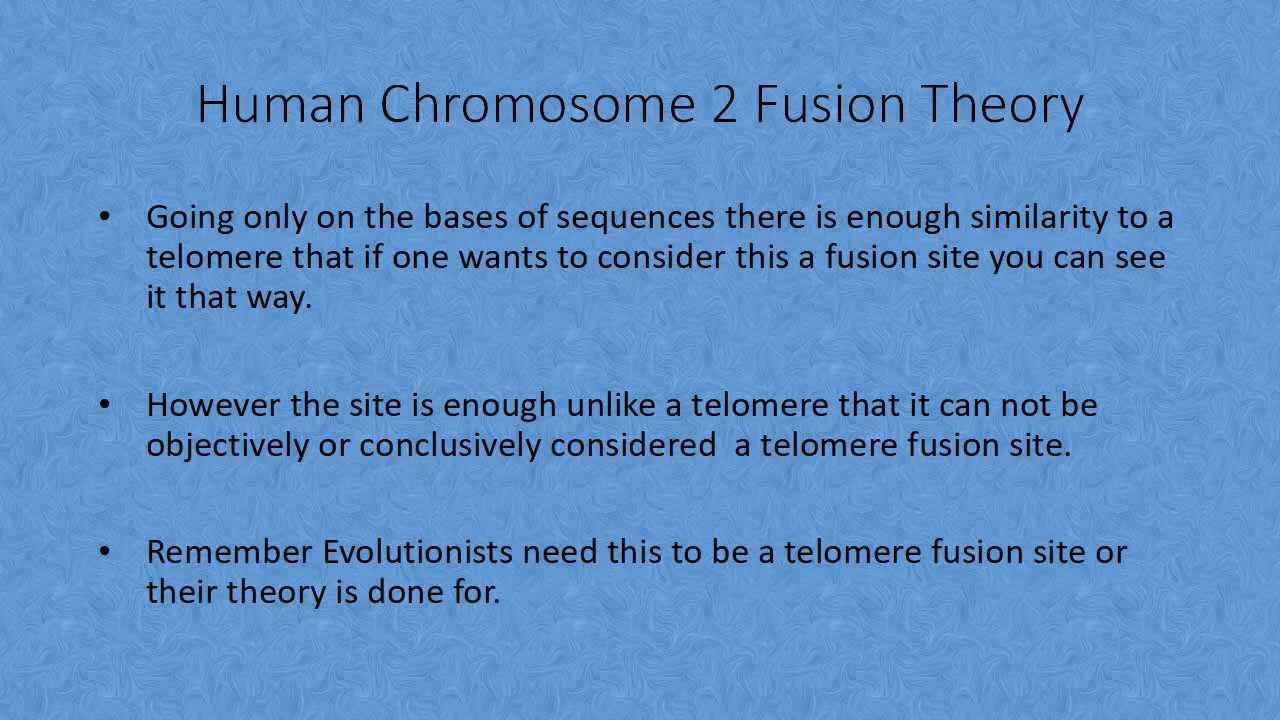 Human Chromosome 2 Fusion Theory
• Going only on the bases of sequences there is enough similarity to a
telomere that if one wants to consider this a fusion site you can see
it that way.
• However the site is enough unlike a telomere that it can not be
objectively or conclusively considered  a telomere fusion site.
• Remember Evolutionists need this to be a telomere fusion site or
their theory is done for.